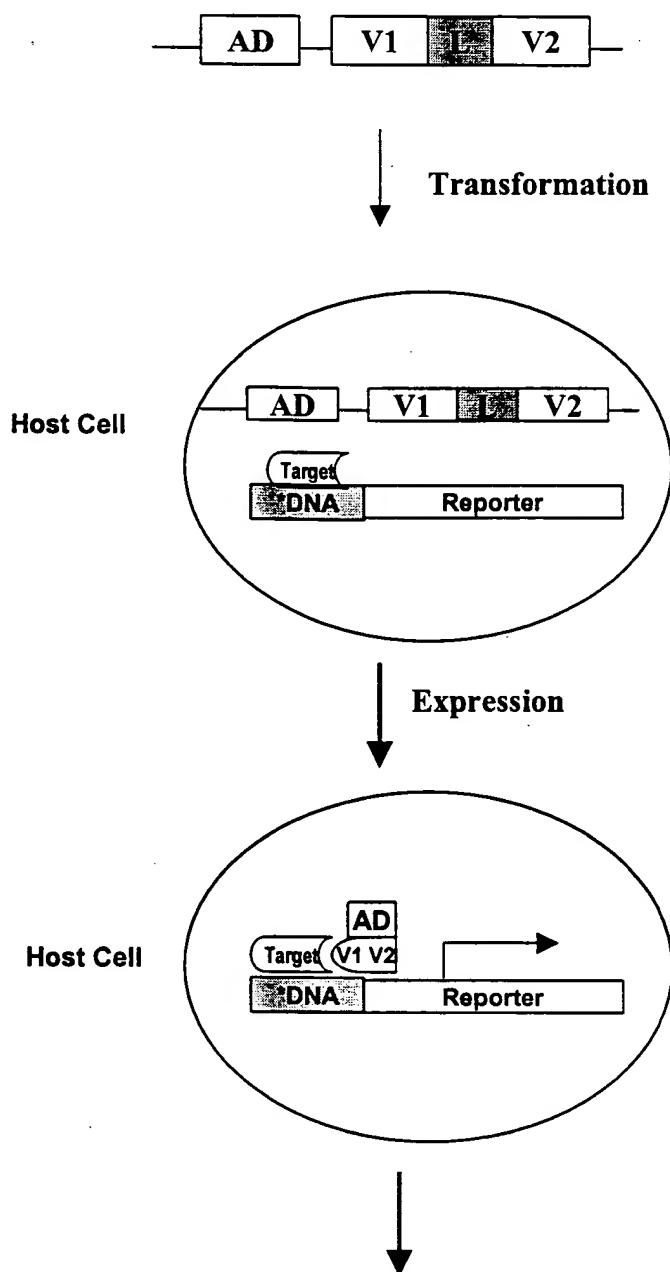 AD V1 L* V2
Transformation
Host Cell
AD V1 L V2
Target
*DNA
Reporter
Expression
Host Cell
AD
Target V1 V2
*DNA
Reporter